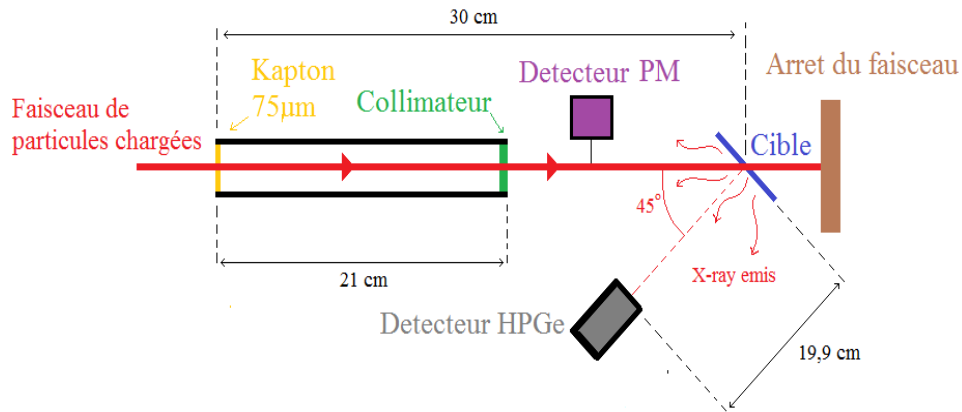 30 cm
Kapton
75µm
Detecteur PM
Arret du faisceau
Collimateur
Faisceau de
particules chargées
Cible
45°
X-ray emis
21 cm
Detecteur HPGe
19,9 cm